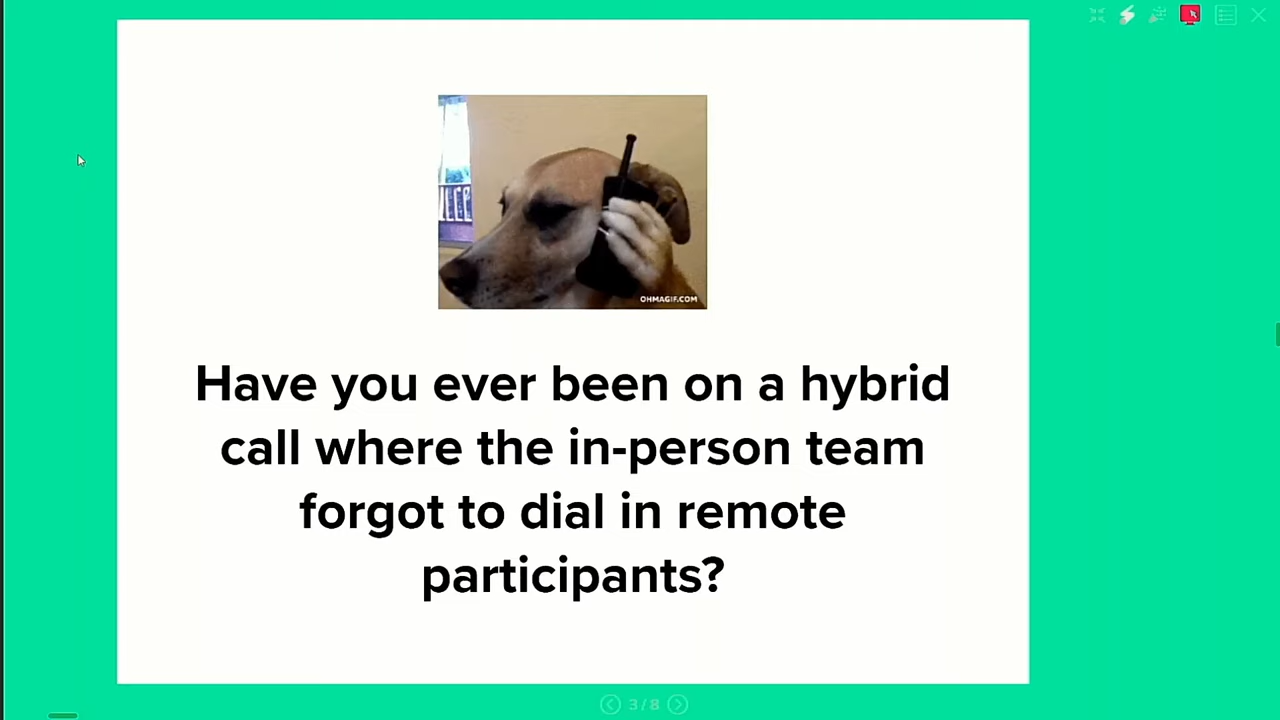 OHMAGIF.COM
Have you ever been on a hybrid
call where the in-person team
forgot to dial in remote
participants?
3/8